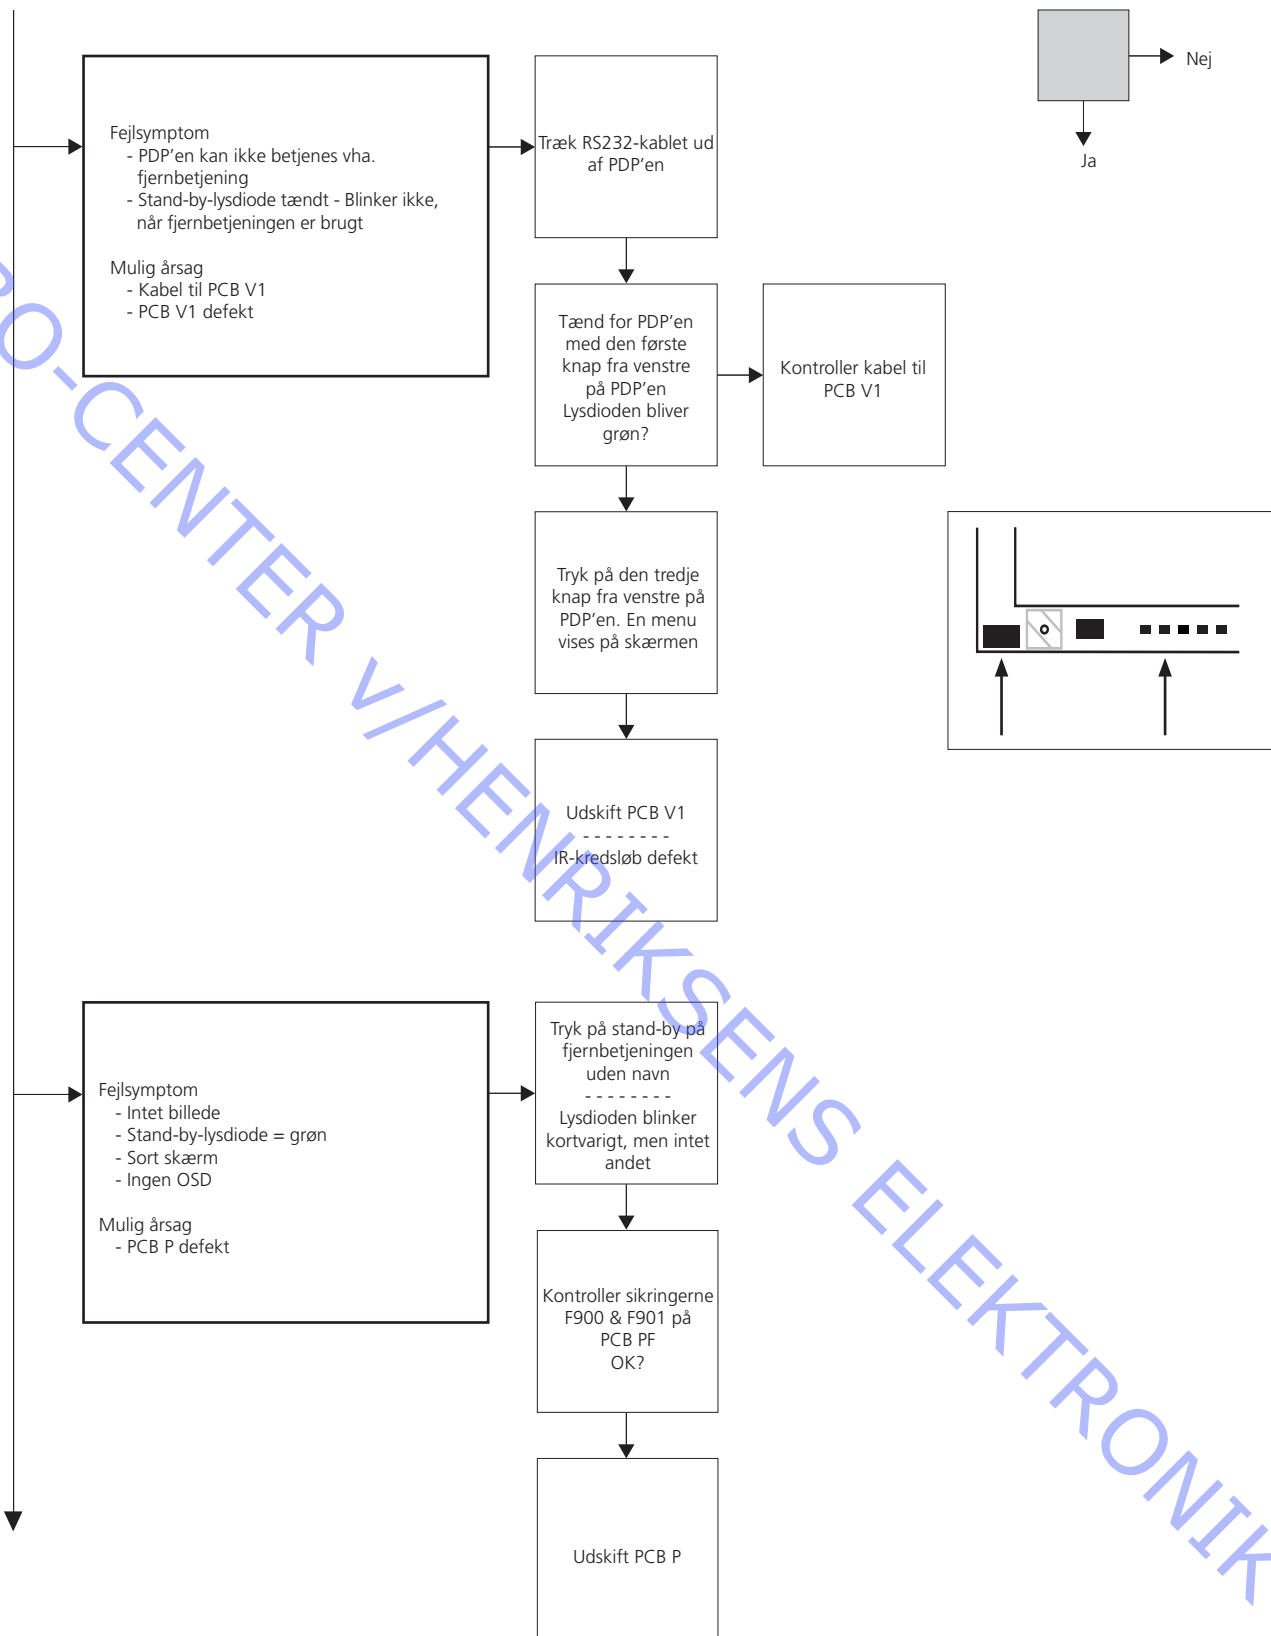 Nej
Ja
Fejlsymptom
- PDP'en kan ikke betjenes vha.
fjernbetjening
- Stand-by-lysdiode tændt - Blinker ikke,
når fjernbetjeningen er brugt
Mulig årsag
- Kabel til PCB V1
- PCB V1 defekt
Træk RS232-kablet ud
af PDP'en
Tænd for PDP'en
med den første
knap fra venstre
på PDP'en
Lysdioden bliver
grøn?
Kontroller kabel til
PCB V1
Tryk på den tredje
knap fra venstre på
PDP'en. En menu
vises på skærmen
Udskift PCB V1
- - - - - - - -
IR-kredsløb defekt
Fejlsymptom
- Intet billede
- Stand-by-lysdiode = grøn
- Sort skærm
- Ingen OSD
Mulig årsag
- PCB P defekt
Tryk på stand-by på
fjernbetjeningen
uden navn
- - - - - - - -
Lysdioden blinker
kortvarigt, men intet
andet
Kontroller sikringerne
F900 & F901 på
PCB PF
OK?
Udskift PCB P
RO-CENTER v/HENRIKSENS ELEKTRONIK